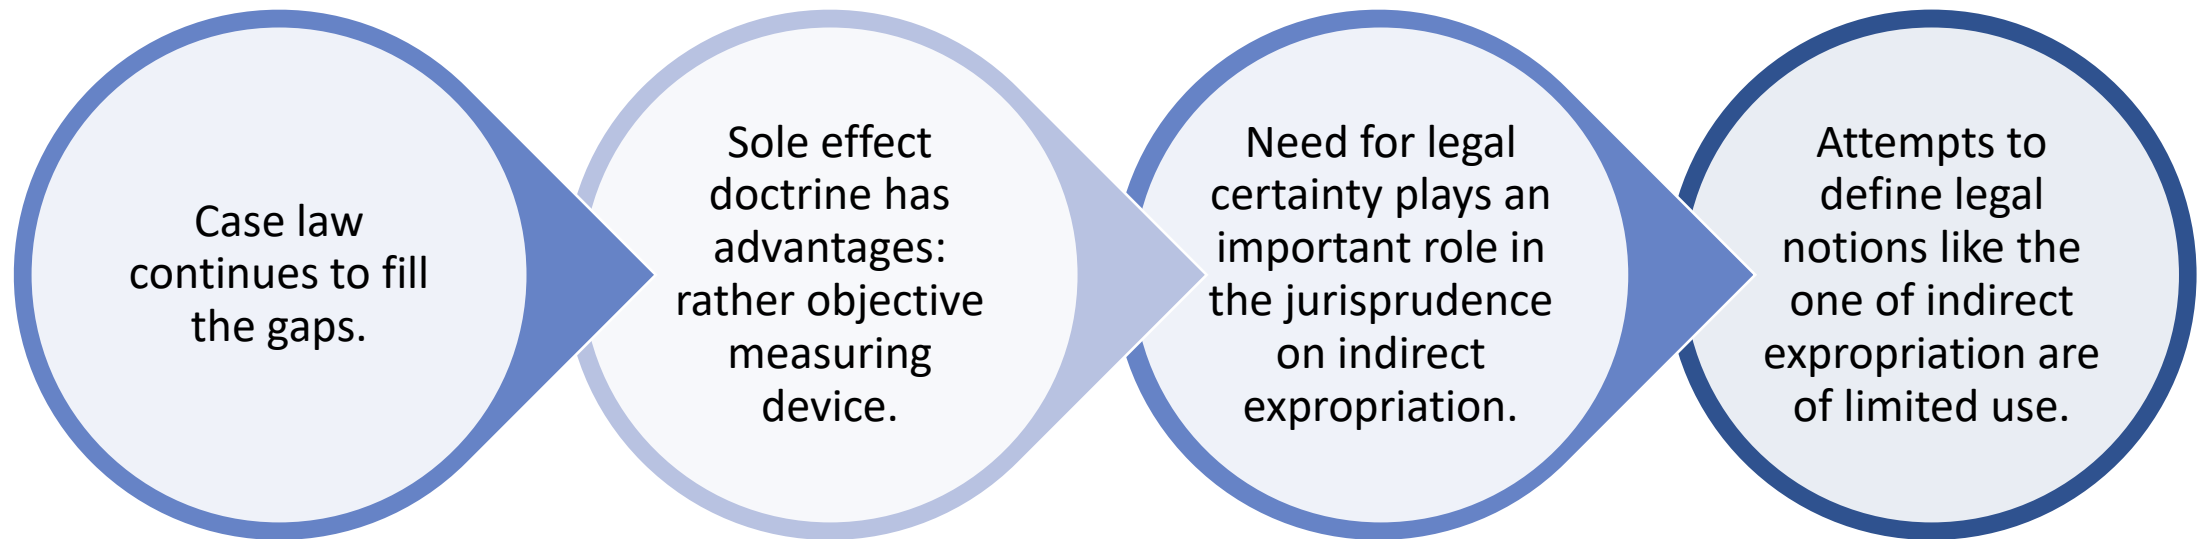 Case law
continues to fill
the gaps.
Sole effect
doctrine has
advantages:
rather objective
measuring
device.
Need for legal
certainty plays an
important role in
the jurisprudence
on indirect
expropriation.
Attempts to
define legal
notions like the
one of indirect
expropriation are
of limited use.